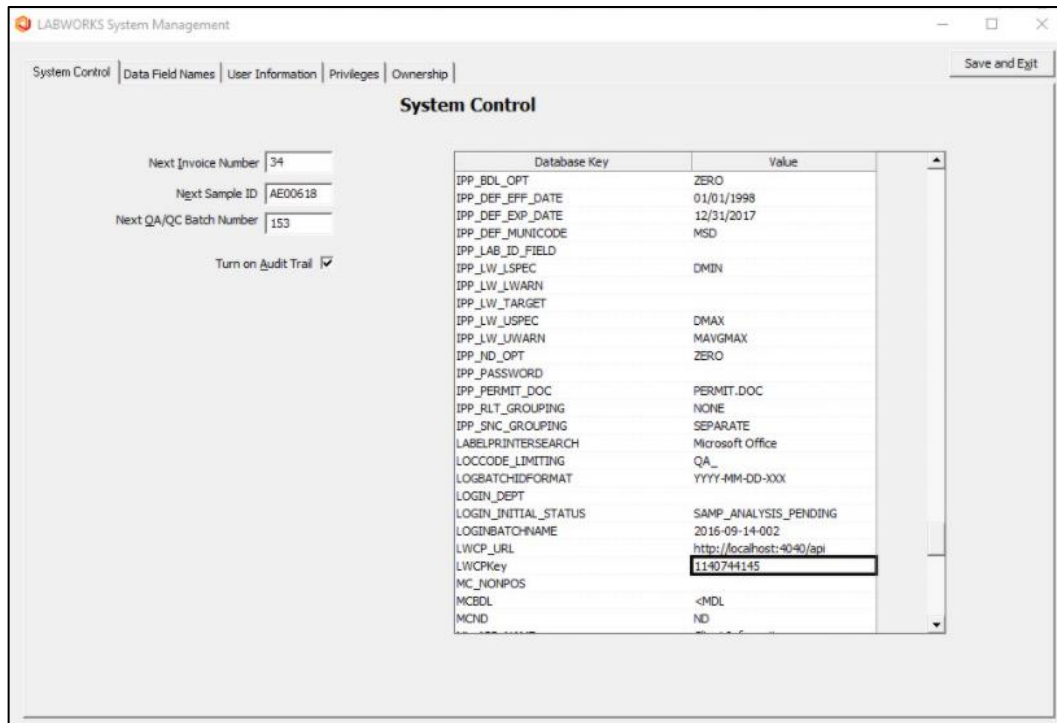 LABWORKS System Management
Save and Exit
System Control Data Field Names User Information Privileges Ownership
System Control
Next Invoice Number 34
Next Sample ID AE00618
Next QA/QC Batch Number 153
Turn on Audit Trail
Database Key Value
IPP_BDL_OPT ZERO
IPP_DEF_EFF_DATE 01/01/1998
IPP_DEF_EXP_DATE 12/31/2017
IPP_DEF_MUNICODE MSD
IPP_LAB_ID_FIELD
IPP_LW_LSPEC DMIN
IPP_LW_LWARN
IPP_LW_TARGET
IPP_LW_USPEC DMAX
IPP_LW_UWARN MAVGMAX
IPP_ND_OPT ZERO
IPP_PASSWORD
IPP_PERMIT_DOC PERMIT.DOC
IPP_RLT_GROUPING NONE
IPP_SNC_GROUPING SEPARATE
LABELPRINTERSEARCH Microsoft Office
LOCCODE_LIMITING QA_
LOGBATCHIDFORMAT YYYY-MM-DD-XXX
LOGIN_DEPT
LOGIN_INITIAL_STATUS SAMP_ANALYSIS_PENDING
LOGINBATCHNAME 2016-09-14-002
LWCP_URL http://localhost:4040/api
LWCPKey 1140744145
MC_NONPOS
MCBDL <MDL
MCND ND